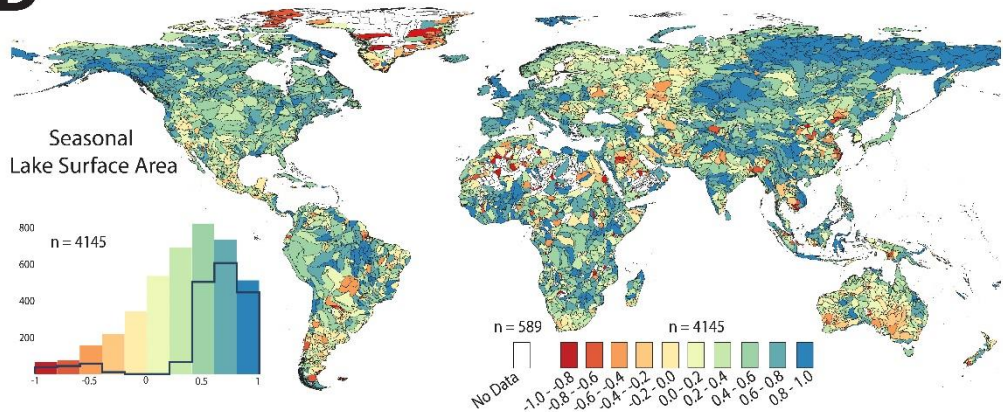 Seasonal
Lake Surface Area
n = 4145
800
600
400
200
-1
-0.5
0
0.5
1
n = 589
n = 4145
No Data
-1.0 - -0.8
-0.8 - -0.6
-0.6 - -0.4
-0.4 - -0.2
-0.2 - 0.0
0.0 - 0.2
0.2 - 0.4
0.4 - 0.6
0.6 - 0.8
0.8 - 1.0